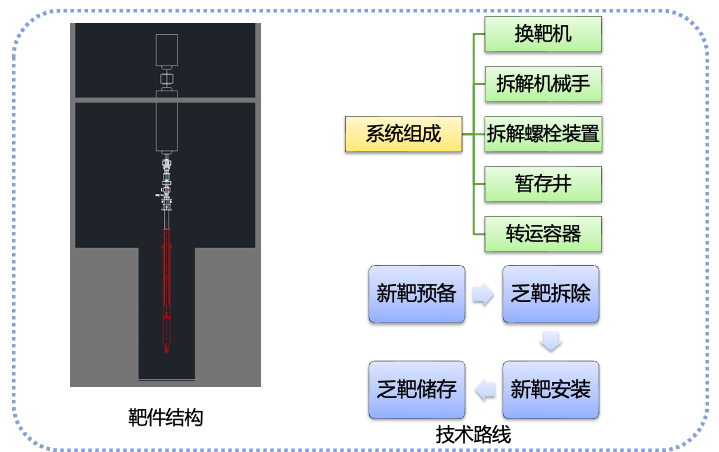 换靶机
拆解机械手
系统组成
拆解螺栓装置
暂存井
转运容器
新靶预备
乏靶拆除
乏靶储存
新靶安装
靶件结构
技术路线